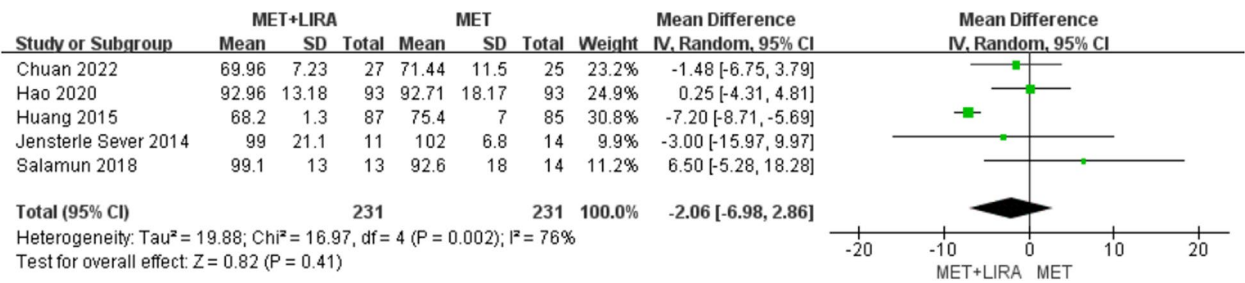 MET+LIRA MET Mean Difference Mean Difference
Study or Subgroup Mean SD Total Mean SD Total Weight IV, Random, 95% CI IV, Random, 95% CI
Chuan 2022 69.96 7.23 27 71.44 11.5 25 23.2% -1.48 [-6.75, 3.79]
Hao 2020 92.96 13.18 93 92.71 18.17 93 24.9% 0.25 [-4.31, 4.81]
Huang 2015 68.2 1.3 87 75.4 7 85 30.8% -7.20 [-8.71, -5.69]
Jensterle Sever 2014 99 21.1 11 102 6.8 14 9.9% -3.00 [-15.97, 9.97]
Salamun 2018 99.1 13 13 92.6 18 14 11.2% 6.50 [-5.28, 18.28]
Total (95% CI) 231 231 100.0% -2.06 [-6.98, 2.86]
Heterogeneity: Tau² = 19.88; Chi² = 16.97, df = 4 (P = 0.002); I² = 76%
Test for overall effect: Z = 0.82 (P = 0.41)
-20 -10 0 10 20
MET+LIRA MET